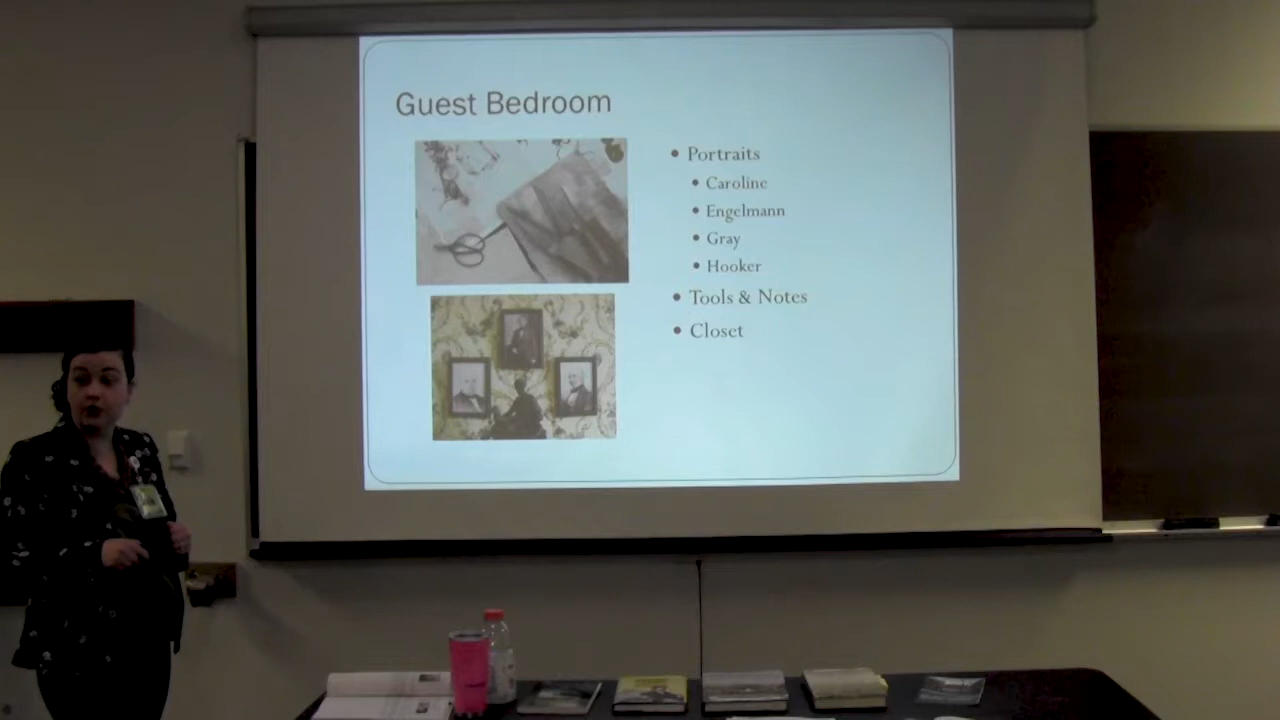 Guest Bedroom
• Portraits
• Caroline
• Engelmann
• Gray
• Hooker
• Tools & Notes
• Closet